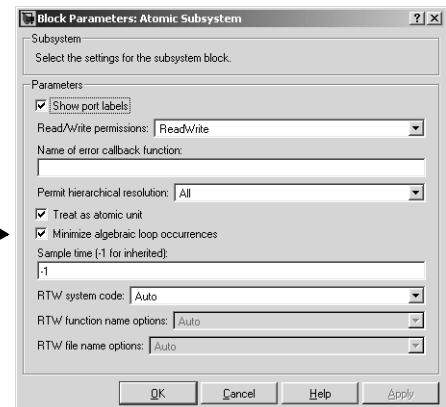 Block Parameters: Atomic Subsystem
Subsystem
Select the settings for the subsystem block.
Parameters
Show port labels
Read/Write permissions: ReadWrite
Name of error callback function:
Permit hierarchical resolution: All
Treat as atomic unit
Minimize algebraic loop occurrences
Sample time (-1 for inherited):
-1
RTW system code: Auto
RTW function name options: Auto
RTW file name options: Auto
OK Cancel Help Apply